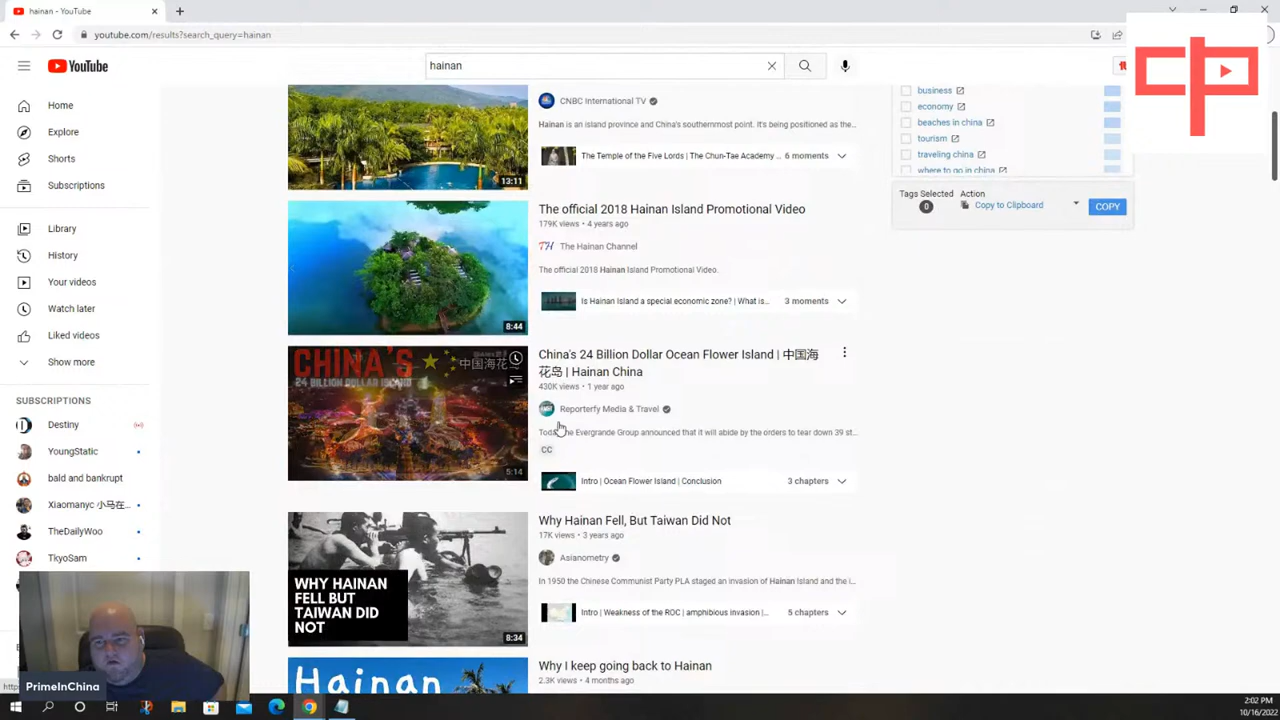 hainan - YouTube
youtube.com/results?search_query=hainan
YouTube
hainan
Home
Explore
Shorts
Subscriptions
Library
History
Your videos
Watch later
Liked videos
Show more
SUBSCRIPTIONS
Destiny
YoungStatic
bald and bankrupt
Xiaomanyc 小马在...
TheDailyWoo
TkyoSam
CNBC International TV
Hainan is an island province and China's southernmost point. It's being positioned as the...
The Temple of the Five Lords | The Chun-Tae Academy ... 6 moments
13:11
The official 2018 Hainan Island Promotional Video
179K views • 4 years ago
The Hainan Channel
The official 2018 Hainan Island Promotional Video.
Is Hainan Island a special economic zone? | What is... 3 moments
8:44
CHINA'S
24 BILLION DOLLAR ISLAND
中国海花
5:14
China's 24 Billion Dollar Ocean Flower Island | 中国海
花岛 | Hainan China
430K views • 1 year ago
Reporterfy Media & Travel
the Evergrande Group announced that it will abide by the orders to tear down 39 st...
CC
Intro | Ocean Flower Island | Conclusion 3 chapters
WHY HAINAN
FELL BUT
TAIWAN DID
NOT
8:34
Why Hainan Fell, But Taiwan Did Not
17K views • 3 years ago
Asianometry
In 1950 the Chinese Communist Party PLA staged an invasion of Hainan Island and the i...
Intro | Weakness of the ROC | amphibious invasion |... 5 chapters
Hainan
Why I keep going back to Hainan
2.3K views • 4 months ago
business
economy
beaches in china
tourism
traveling china
where to go in china
Tags Selected
0
Action
Copy to Clipboard
COPY
PrimeInChina
2:02 PM
10/16/2022